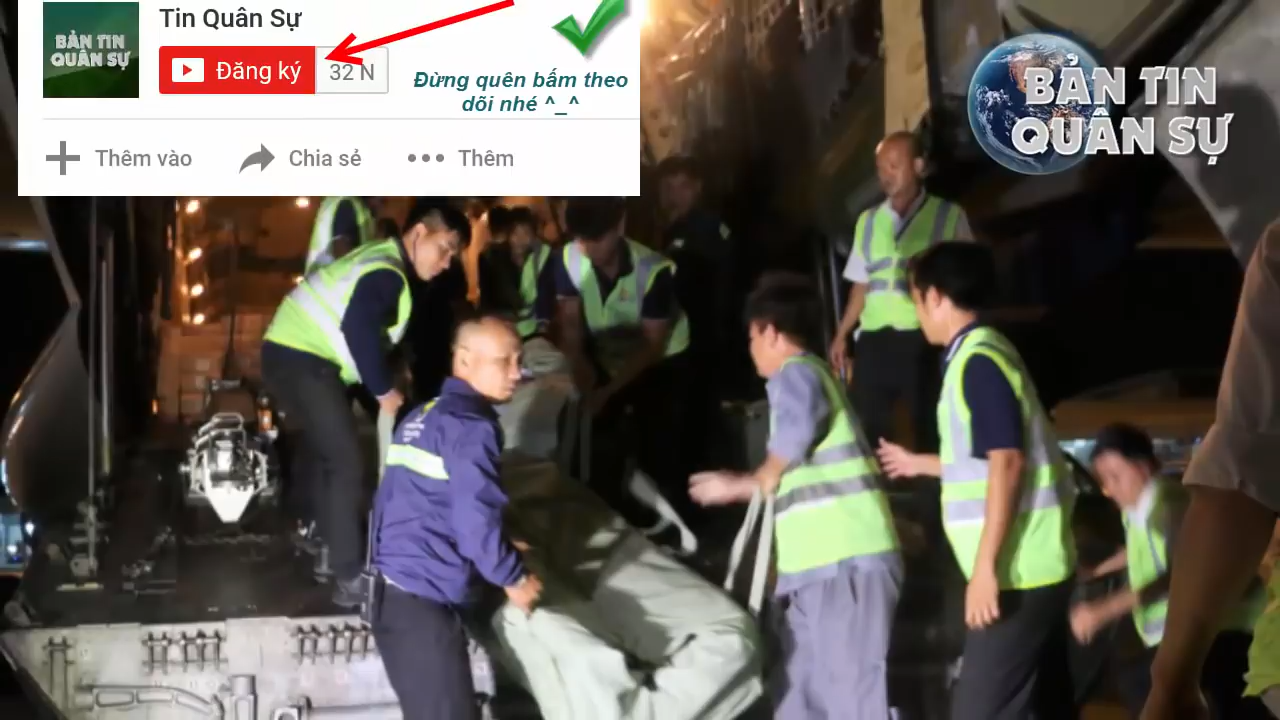 Tin Quân Sự
BẢN TIN
QUÂN SỰ
Đăng ký
32 N
Đừng quên bấm theo
dõi nhé ^_^
Thêm vào
Chia sẻ
Thêm
BẢN TIN
QUÂN SỰ